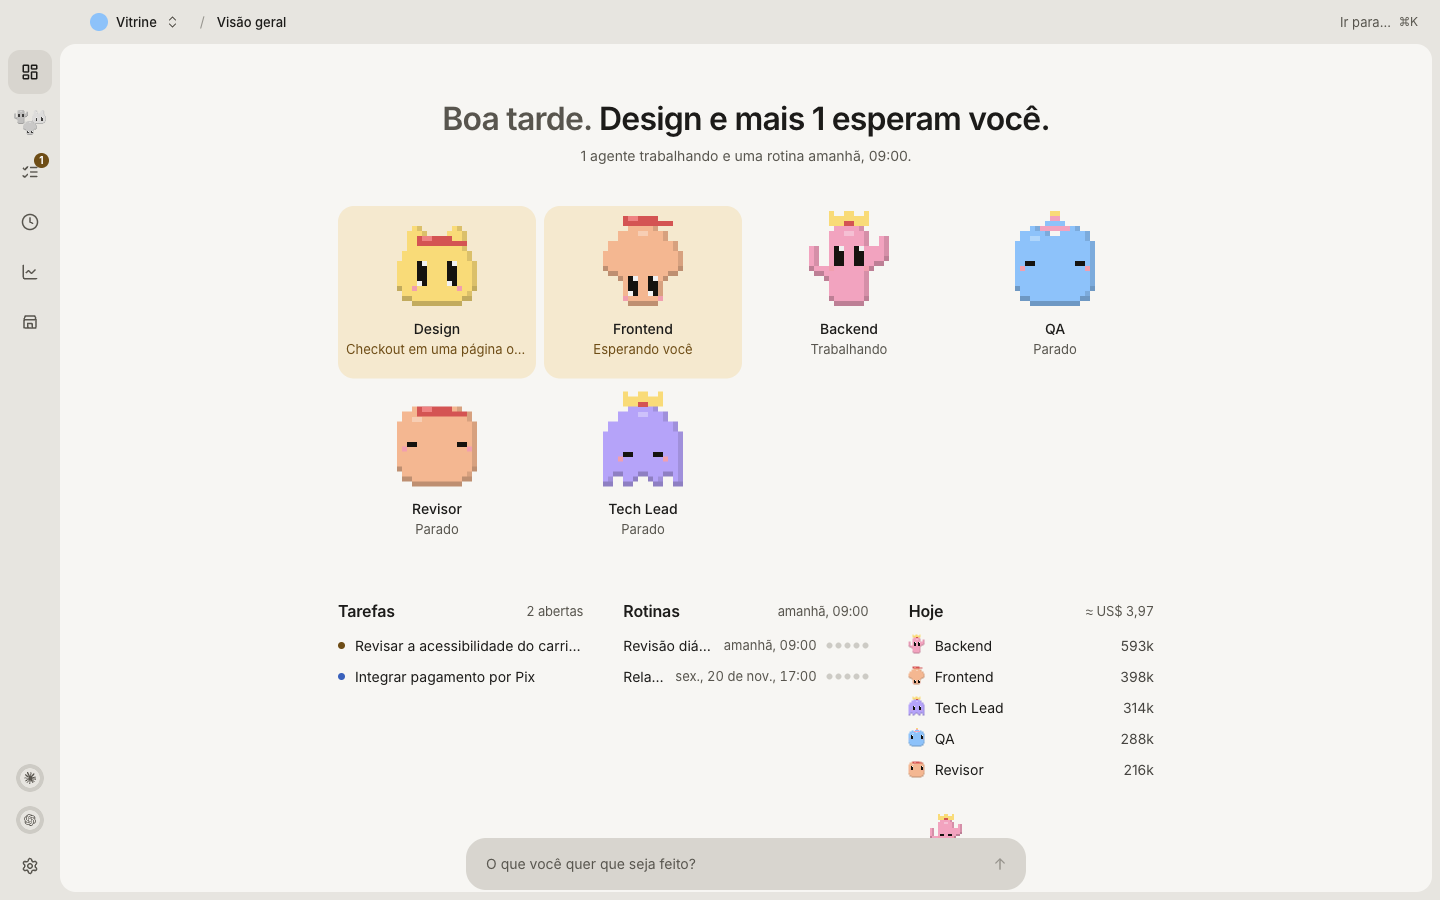 Vitrine / Visão geral
Ir para... ⌘K
1
Boa tarde. Design e mais 1 esperam você.
1 agente trabalhando e uma rotina amanhã, 09:00.
Design
Checkout em uma página o...
Frontend
Esperando você
Backend
Trabalhando
QA
Parado
Revisor
Parado
Tech Lead
Parado
Tarefas 2 abertas
Revisar a acessibilidade do carri...
Integrar pagamento por Pix
Rotinas amanhã, 09:00
Revisão diá... amanhã, 09:00
Rela... sex., 20 de nov., 17:00
Hoje ≈ US$ 3,97
Backend 593k
Frontend 398k
Tech Lead 314k
QA 288k
Revisor 216k
O que você quer que seja feito?